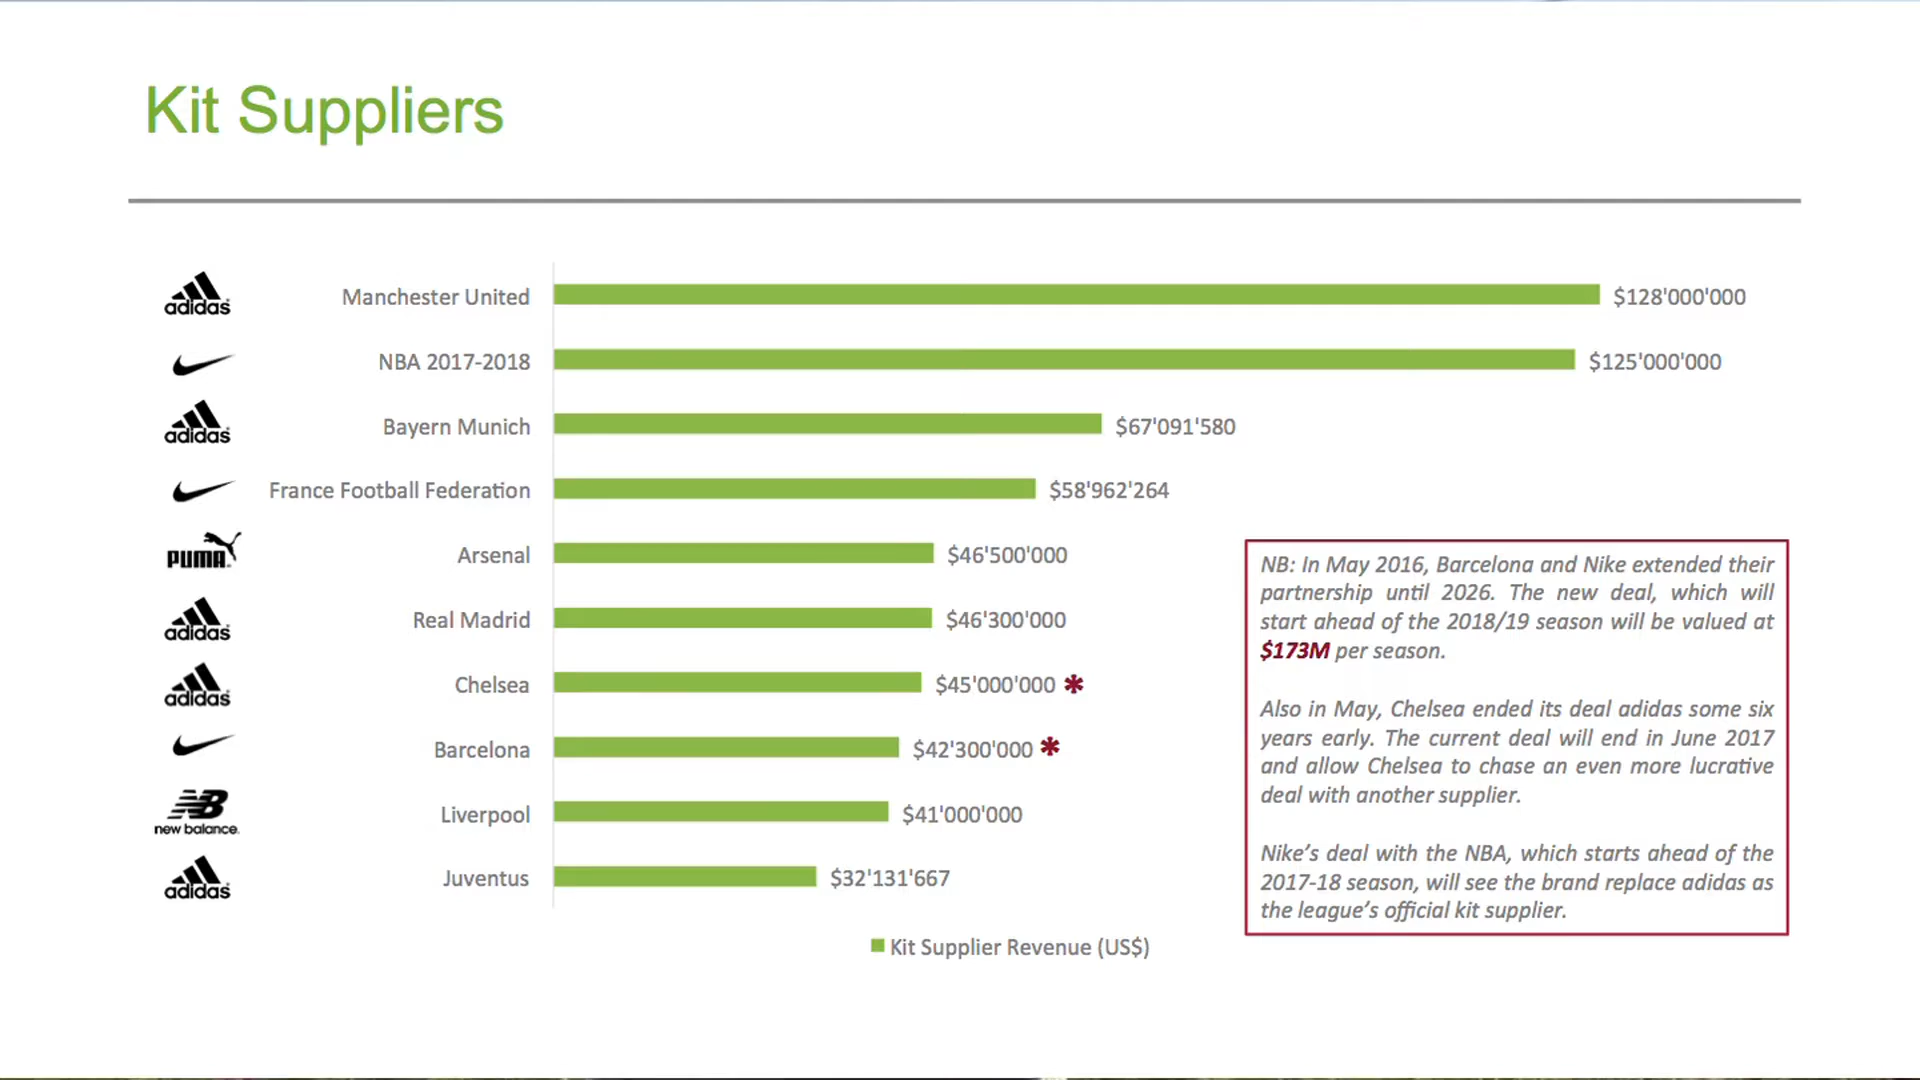 Kit Suppliers
adidas Manchester United $128'000'000
NBA 2017-2018 $125'000'000
adidas Bayern Munich $67'091'580
France Football Federation $58'962'264
PUMA Arsenal $46'500'000
adidas Real Madrid $46'300'000
adidas Chelsea $45'000'000 *
Barcelona $42'300'000 *
NB
new balance. Liverpool $41'000'000
adidas Juventus $32'131'667
Kit Supplier Revenue (US$)
NB: In May 2016, Barcelona and Nike extended their
partnership until 2026. The new deal, which will
start ahead of the 2018/19 season will be valued at
$173M per season.
Also in May, Chelsea ended its deal adidas some six
years early. The current deal will end in June 2017
and allow Chelsea to chase an even more lucrative
deal with another supplier.
Nike’s deal with the NBA, which starts ahead of the
2017-18 season, will see the brand replace adidas as
the league’s official kit supplier.